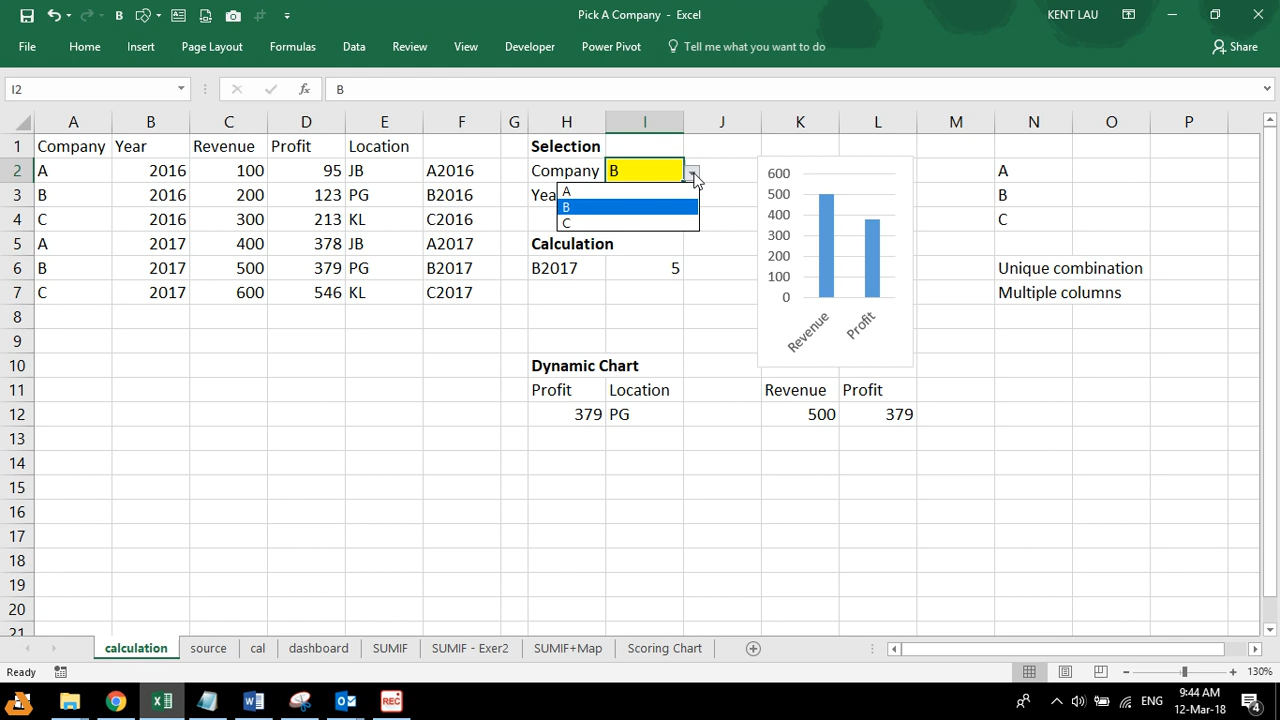 Pick A Company - Excel
KENT LAU
File Home Insert Page Layout Formulas Data Review View Developer Power Pivot Tell me what you want to do Share
I2 fx B
A B C D E F G H I J K L M N O P
1 Company Year Revenue Profit Location Selection
2 A 2016 100 95 JB A2016 Company B A
3 B 2016 200 123 PG B2016 Yea B
4 C 2016 300 213 KL C2016 C
5 A 2017 400 378 JB A2017 Calculation
6 B 2017 500 379 PG B2017 B2017 5 Unique combination
7 C 2017 600 546 KL C2017 Multiple columns
8
9
10 Dynamic Chart
11 Profit Location Revenue Profit
12 379 PG 500 379
13
14
15
16
17
18
19
20
21
A
B
C
600
500
400
300
200
100
0
Revenue Profit
calculation source cal dashboard SUMIF SUMIF - Exer2 SUMIF+Map Scoring Chart
Ready 130%
REC
ENG
9:44 AM
12-Mar-18
4